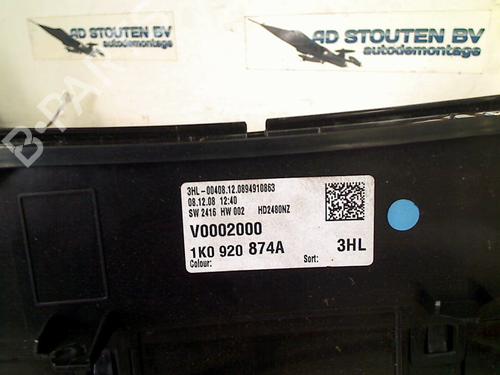 AD STOUTEN BV
autodemontage
AD STOUTEN BV
autodemontage
B-PA
3HL-00408.12.0894910863
08.12.08 12:40
SW 2416 HW 002 HD2480NZ
V0002000
1K0 920 874A 3HL
Colour: Sort: